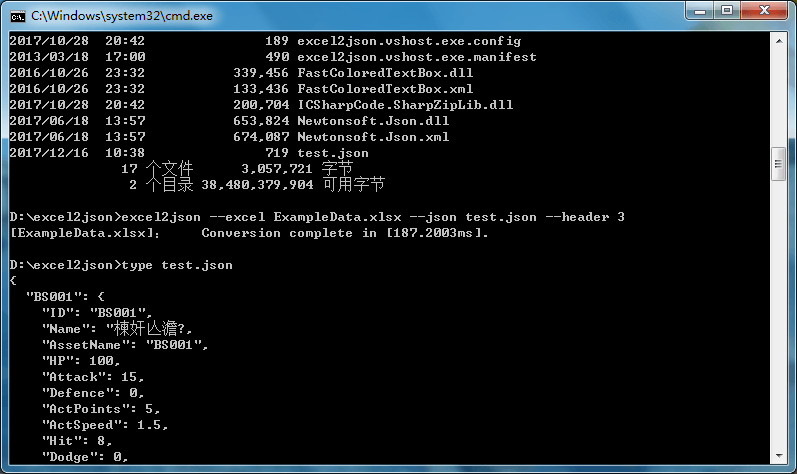 C:\Windows\system32\cmd.exe
2017/10/28  20:42               189 excel2json.vshost.exe.config
2013/03/18  17:00               490 excel2json.vshost.exe.manifest
2016/10/26  23:32           339,456 FastColoredTextBox.dll
2016/10/26  23:32           133,436 FastColoredTextBox.xml
2017/10/28  20:42           200,704 ICSharpCode.SharpZipLib.dll
2017/06/18  13:57           653,824 Newtonsoft.Json.dll
2017/06/18  13:57           674,087 Newtonsoft.Json.xml
2017/12/16  10:38               719 test.json
17 个文件      3,057,721 字节
2 个目录 38,480,379,904 可用字节
D:\excel2json>excel2json --excel ExampleData.xlsx --json test.json --header 3
[ExampleData.xlsx]:     Conversion complete in [187.2003ms].
D:\excel2json>type test.json
{
"BS001": {
"ID": "BS001",
"Name": "棟奸亾澹?,
"AssetName": "BS001",
"HP": 100,
"Attack": 15,
"Defence": 0,
"ActPoints": 5,
"ActSpeed": 1.5,
"Hit": 8,
"Dodge": 0,